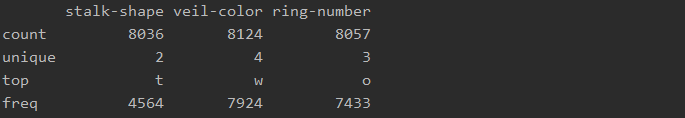 stalk-shape veil-color ring-number
count 8036 8124 8057
unique 2 4 3
top t w o
freq 4564 7924 7433